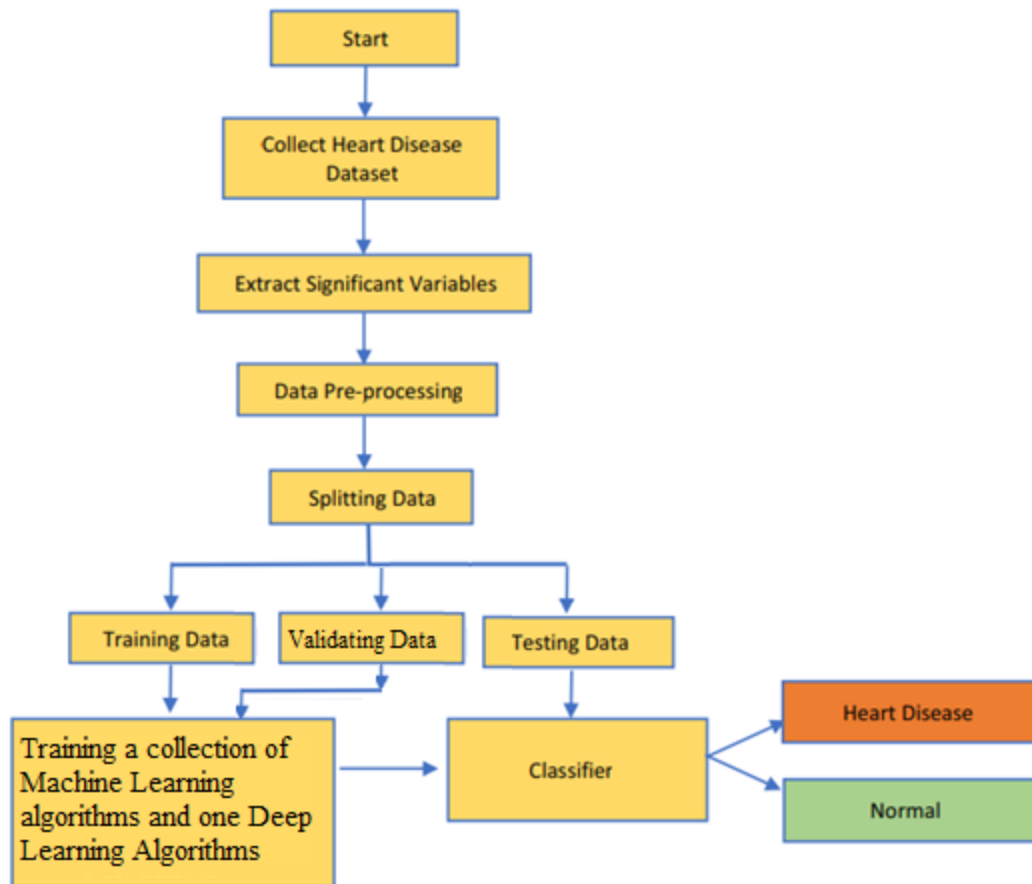 Start
Collect Heart Disease
Dataset
Extract Significant Variables
Data Pre-processing
Splitting Data
Training Data
Validating Data
Testing Data
Training a collection of
Machine Learning
algorithms and one Deep
Learning Algorithms
Classifier
Heart Disease
Normal